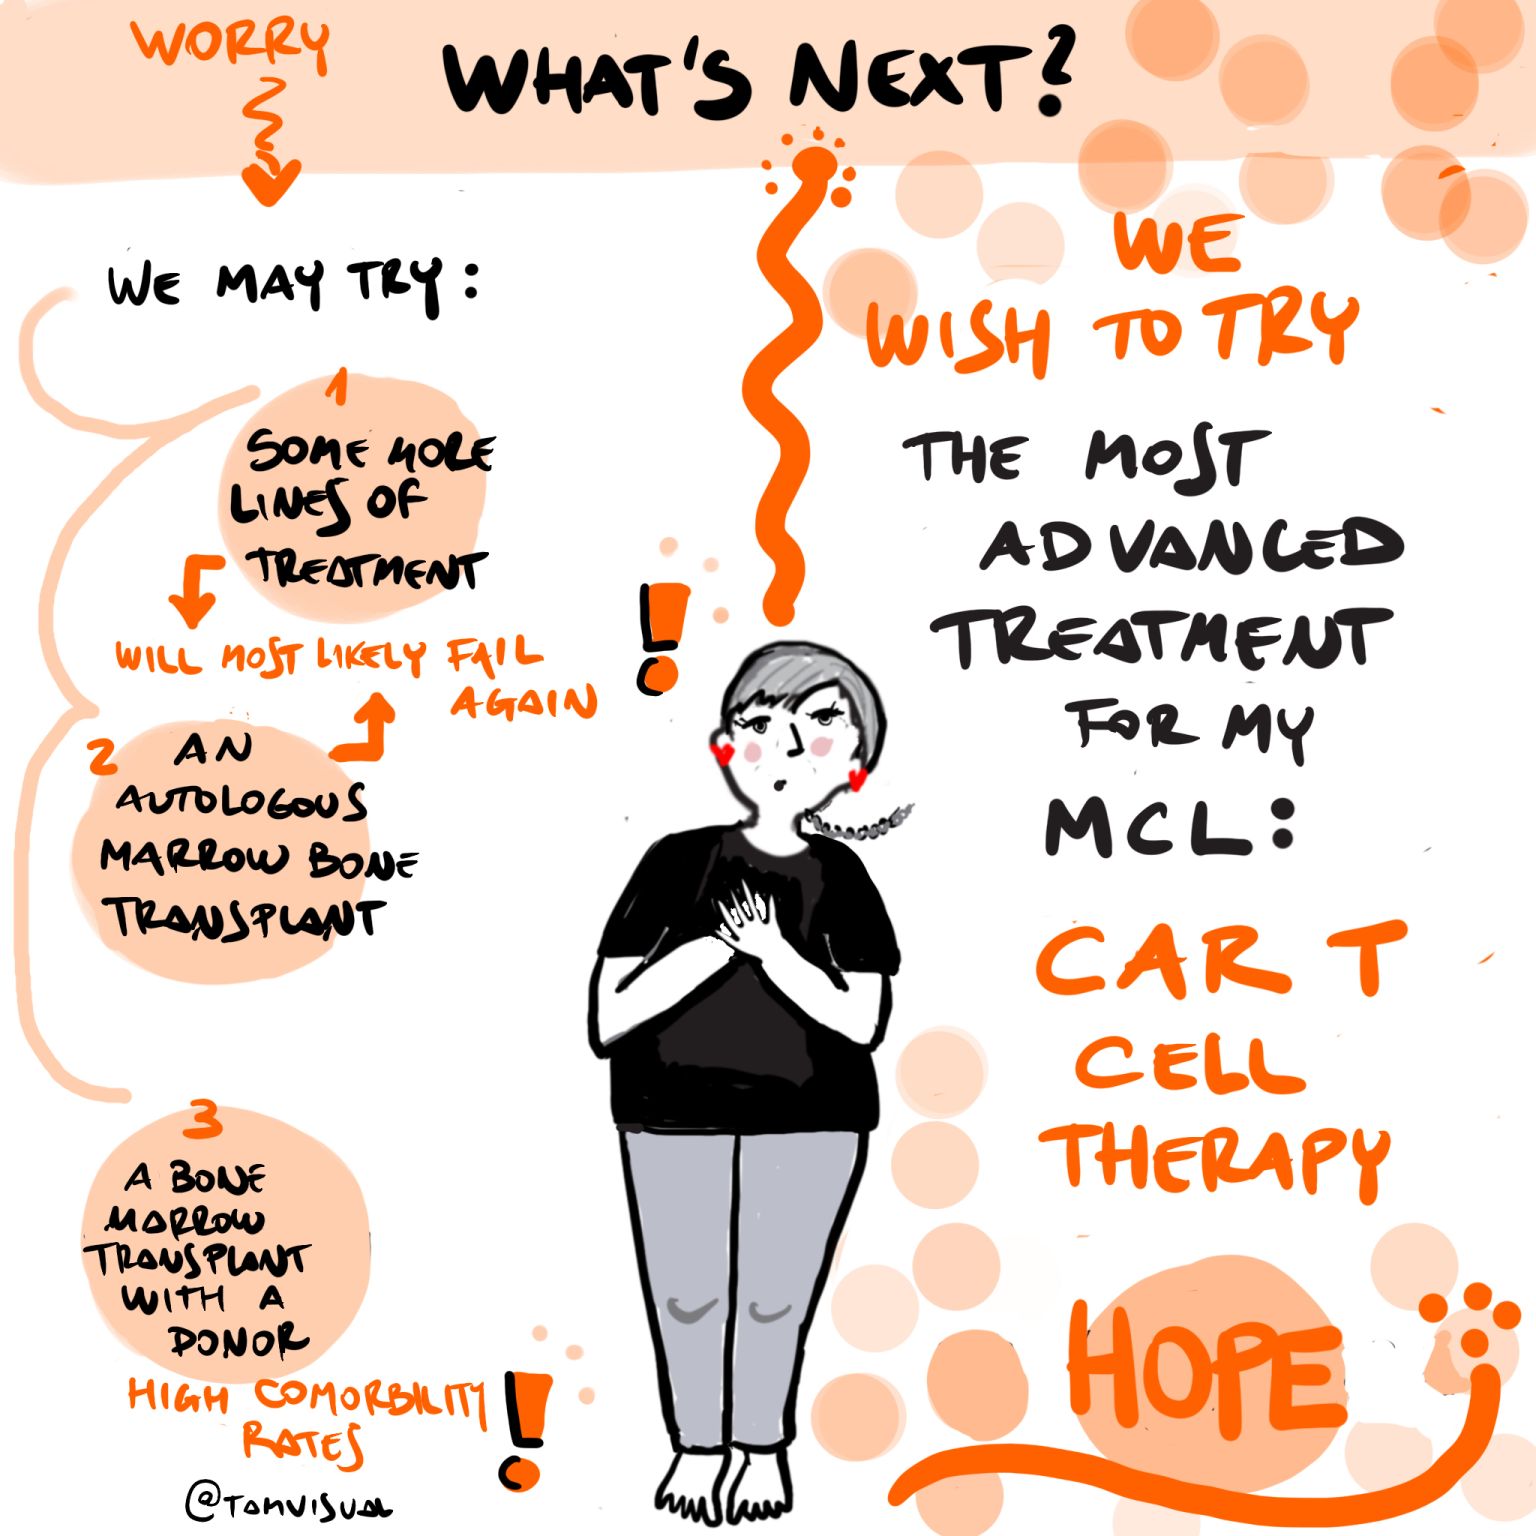 WORRY
WHAT'S NEXT?
WE MAY TRY:
1
SOME MORE
LINES OF
TREATMENT
WILL MOST LIKELY FAIL
AGAIN
2
AN
AUTOLOGOUS
MARROW BONE
TRANSPLANT
3
A BONE
MARROW
TRANSPLANT
WITH A
DONOR
HIGH COMORBILITY
RATES
@TAMVISUAL
!
!
WE
WISH TO TRY
THE MOST
ADVANCED
TREATMENT
FOR MY
MCL:
CAR T
CELL
THERAPY
HOPE